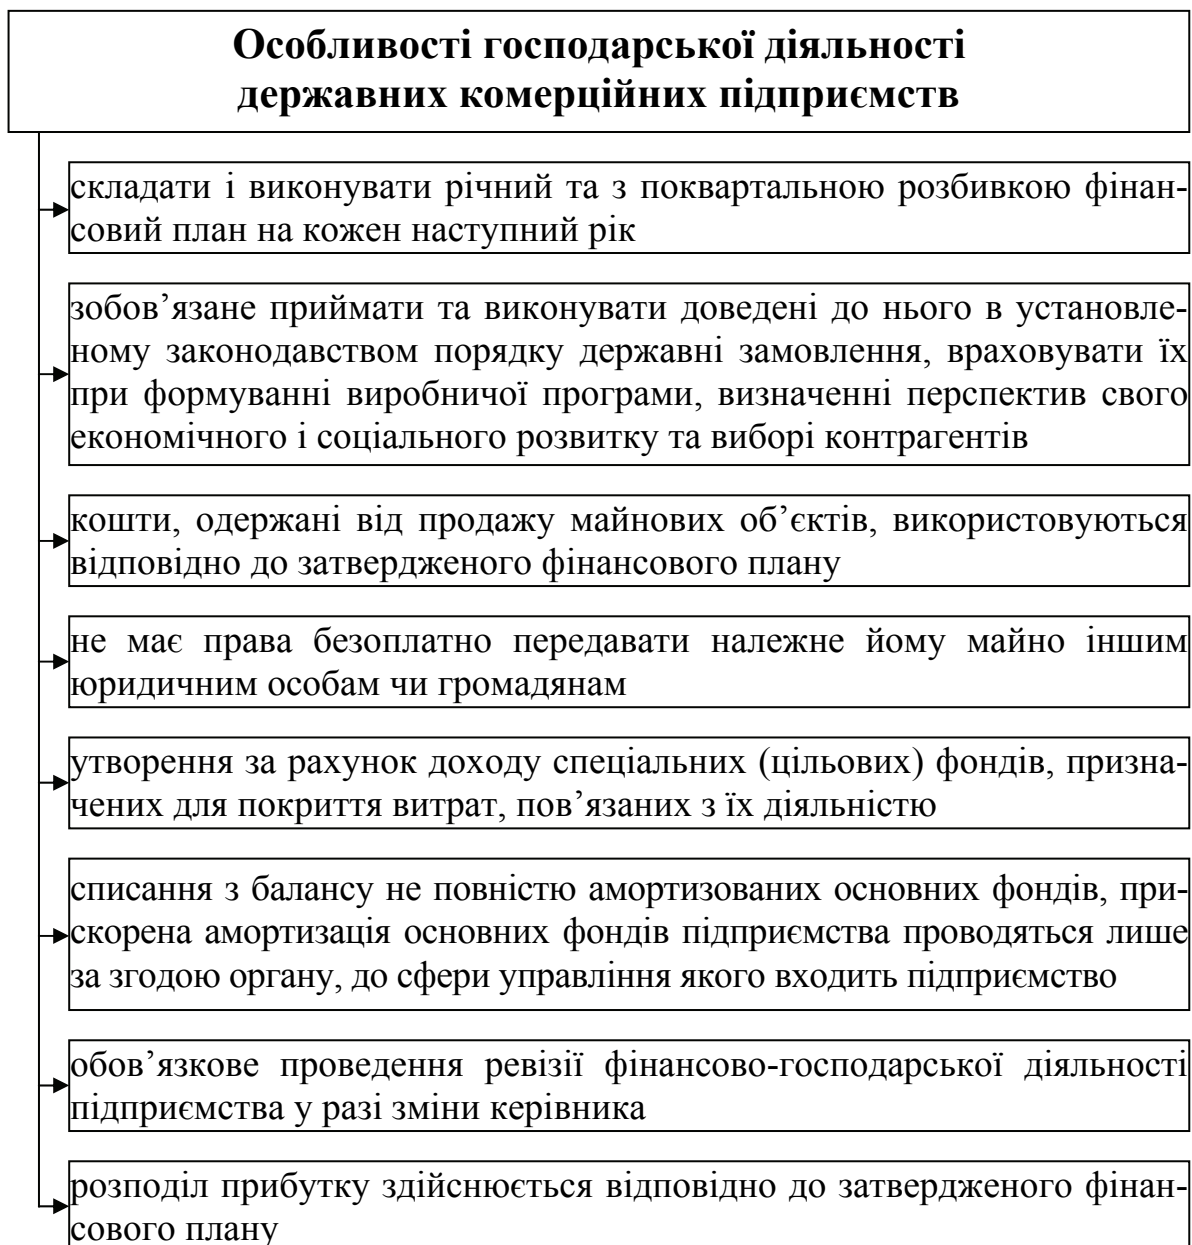 Особливості господарської діяльності
державних комерційних підприємств
складати і виконувати річний та з поквартальною розбивкою фінан-
совий план на кожен наступний рік
зобов’язане приймати та виконувати доведені до нього в установле-
ному законодавством порядку державні замовлення, враховувати їх
при формуванні виробничої програми, визначенні перспектив свого
економічного і соціального розвитку та виборі контрагентів
кошти, одержані від продажу майнових об’єктів, використовуються
відповідно до затвердженого фінансового плану
не має права безоплатно передавати належне йому майно іншим
юридичним особам чи громадянам
утворення за рахунок доходу спеціальних (цільових) фондів, призна-
чених для покриття витрат, пов’язаних з їх діяльністю
списання з балансу не повністю амортизованих основних фондів, при-
скорена амортизація основних фондів підприємства проводяться лише
за згодою органу, до сфери управління якого входить підприємство
обов’язкове проведення ревізії фінансово-господарської діяльності
підприємства у разі зміни керівника
розподіл прибутку здійснюється відповідно до затвердженого фінан-
сового плану